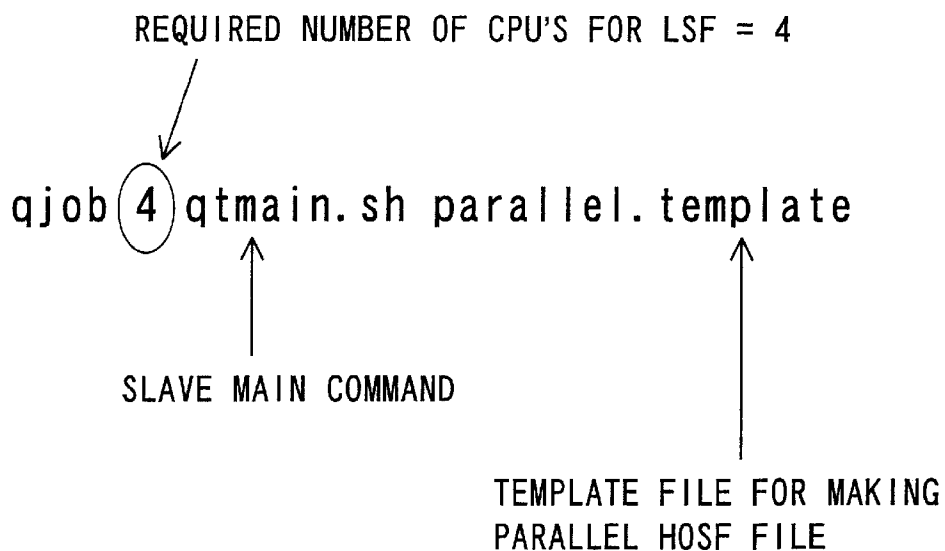 REQUIRED NUMBER OF CPU'S FOR LSF = 4
qjob 4 qtmain.sh parallel.template
SLAVE MAIN COMMAND
TEMPLATE FILE FOR MAKING
PARALLEL HOSF FILE